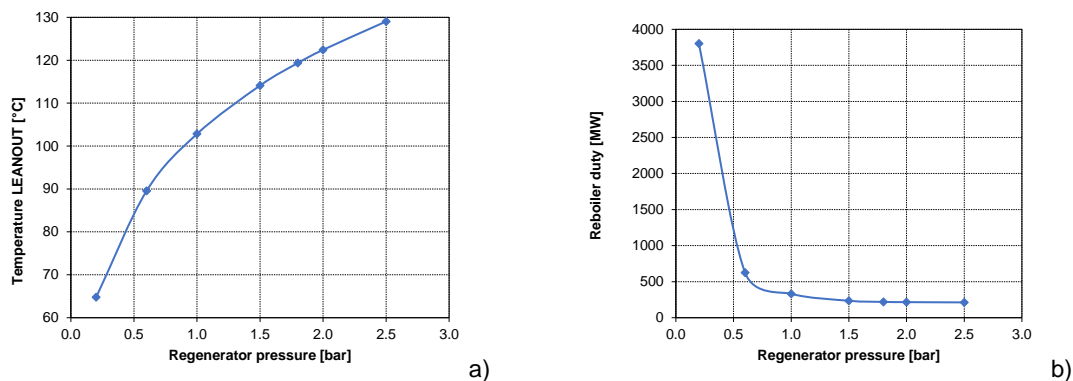 130
120
110
100
90
80
70
60
0.0 0.5 1.0 1.5 2.0 2.5 3.0
Temperature LEANOUT [°C]
Regenerator pressure [bar]
a)
4000
3500
3000
2500
2000
1500
1000
500
0
0.0 0.5 1.0 1.5 2.0 2.5 3.0
Reboiler duty [MW]
Regenerator pressure [bar]
b)